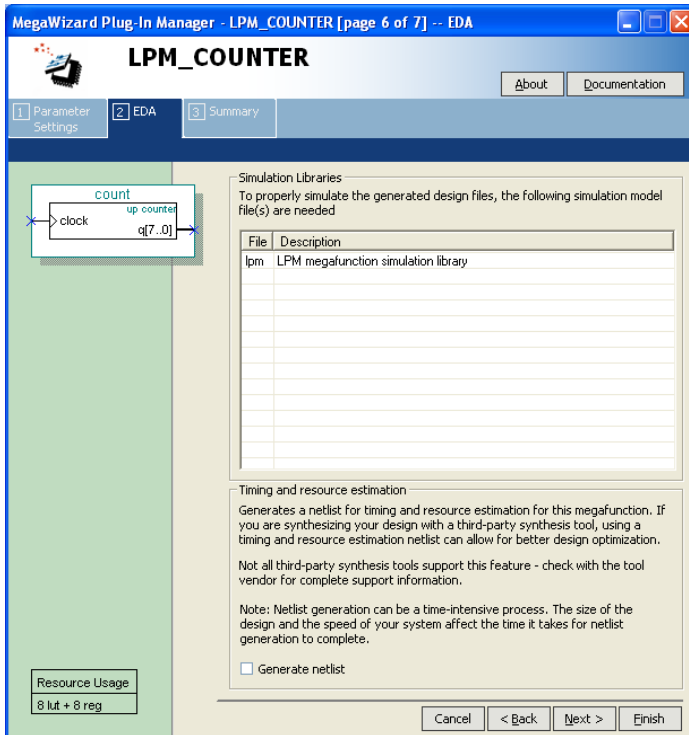 MegaWizard Plug-In Manager - LPM_COUNTER [page 6 of 7] -- EDA
LPM_COUNTER
About
Documentation
1 Parameter
Settings
2 EDA
3 Summary
count
up counter
clock
q[7..0]
Simulation Libraries
To properly simulate the generated design files, the following simulation model
file(s) are needed
File Description
lpm LPM megafunction simulation library
Timing and resource estimation
Generates a netlist for timing and resource estimation for this megafunction. If
you are synthesizing your design with a third-party synthesis tool, using a
timing and resource estimation netlist can allow for better design optimization.
Not all third-party synthesis tools support this feature - check with the tool
vendor for complete support information.
Note: Netlist generation can be a time-intensive process. The size of the
design and the speed of your system affect the time it takes for netlist
generation to complete.
Generate netlist
Resource Usage
8 lut + 8 reg
Cancel
< Back
Next >
Finish